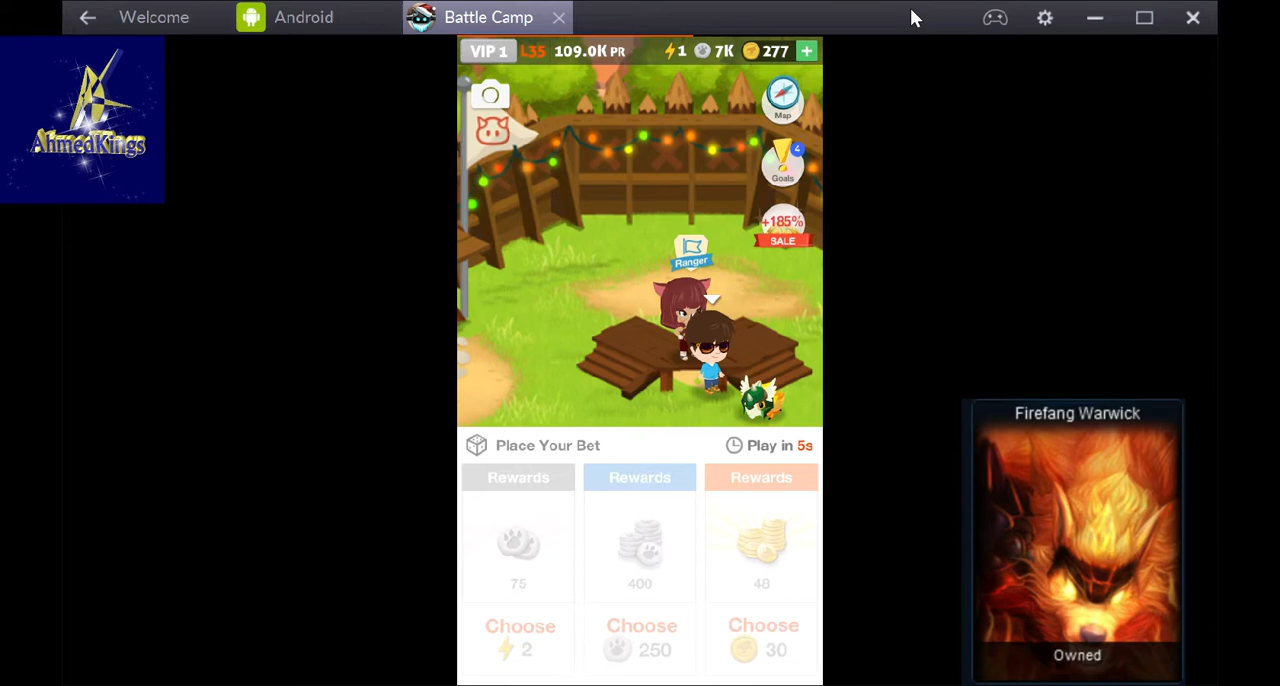 Welcome
Android
Battle Camp
AhmedKings
VIP 1
L35
109.0K PR
1
7K
277
Map
4
Goals
+185%
SALE
Ranger
Place Your Bet
Play in 5s
Rewards
Rewards
Rewards
75
400
48
Choose
Choose
Choose
2
250
30
Firefang Warwick
Owned